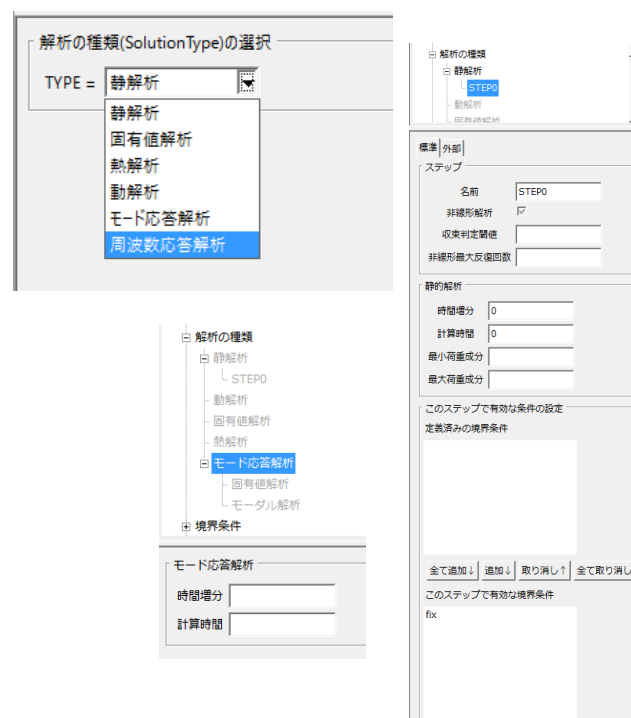 解析の種類(SolutionType)の選択
TYPE = 静解析
静解析
固有値解析
熱解析
動解析
モード応答解析
周波数応答解析
解析の種類
静解析
STEP0
動解析
固有値解析
熱解析
モード応答解析
固有値解析
モーダル解析
境界条件
モード応答解析
時間増分
計算時間
解析の種類
静解析
STEP0
動解析
固有値解析
標準 外部
ステップ
名前 STEP0
非線形解析
収束判定閾値
非線形最大反復回数
静的解析
時間増分 0
計算時間 0
最小荷重成分
最大荷重成分
このステップで有効な条件の設定
定義済みの境界条件
全て追加↓ 追加↓ 取り消し↑ 全て取り消し
このステップで有効な境界条件
fix